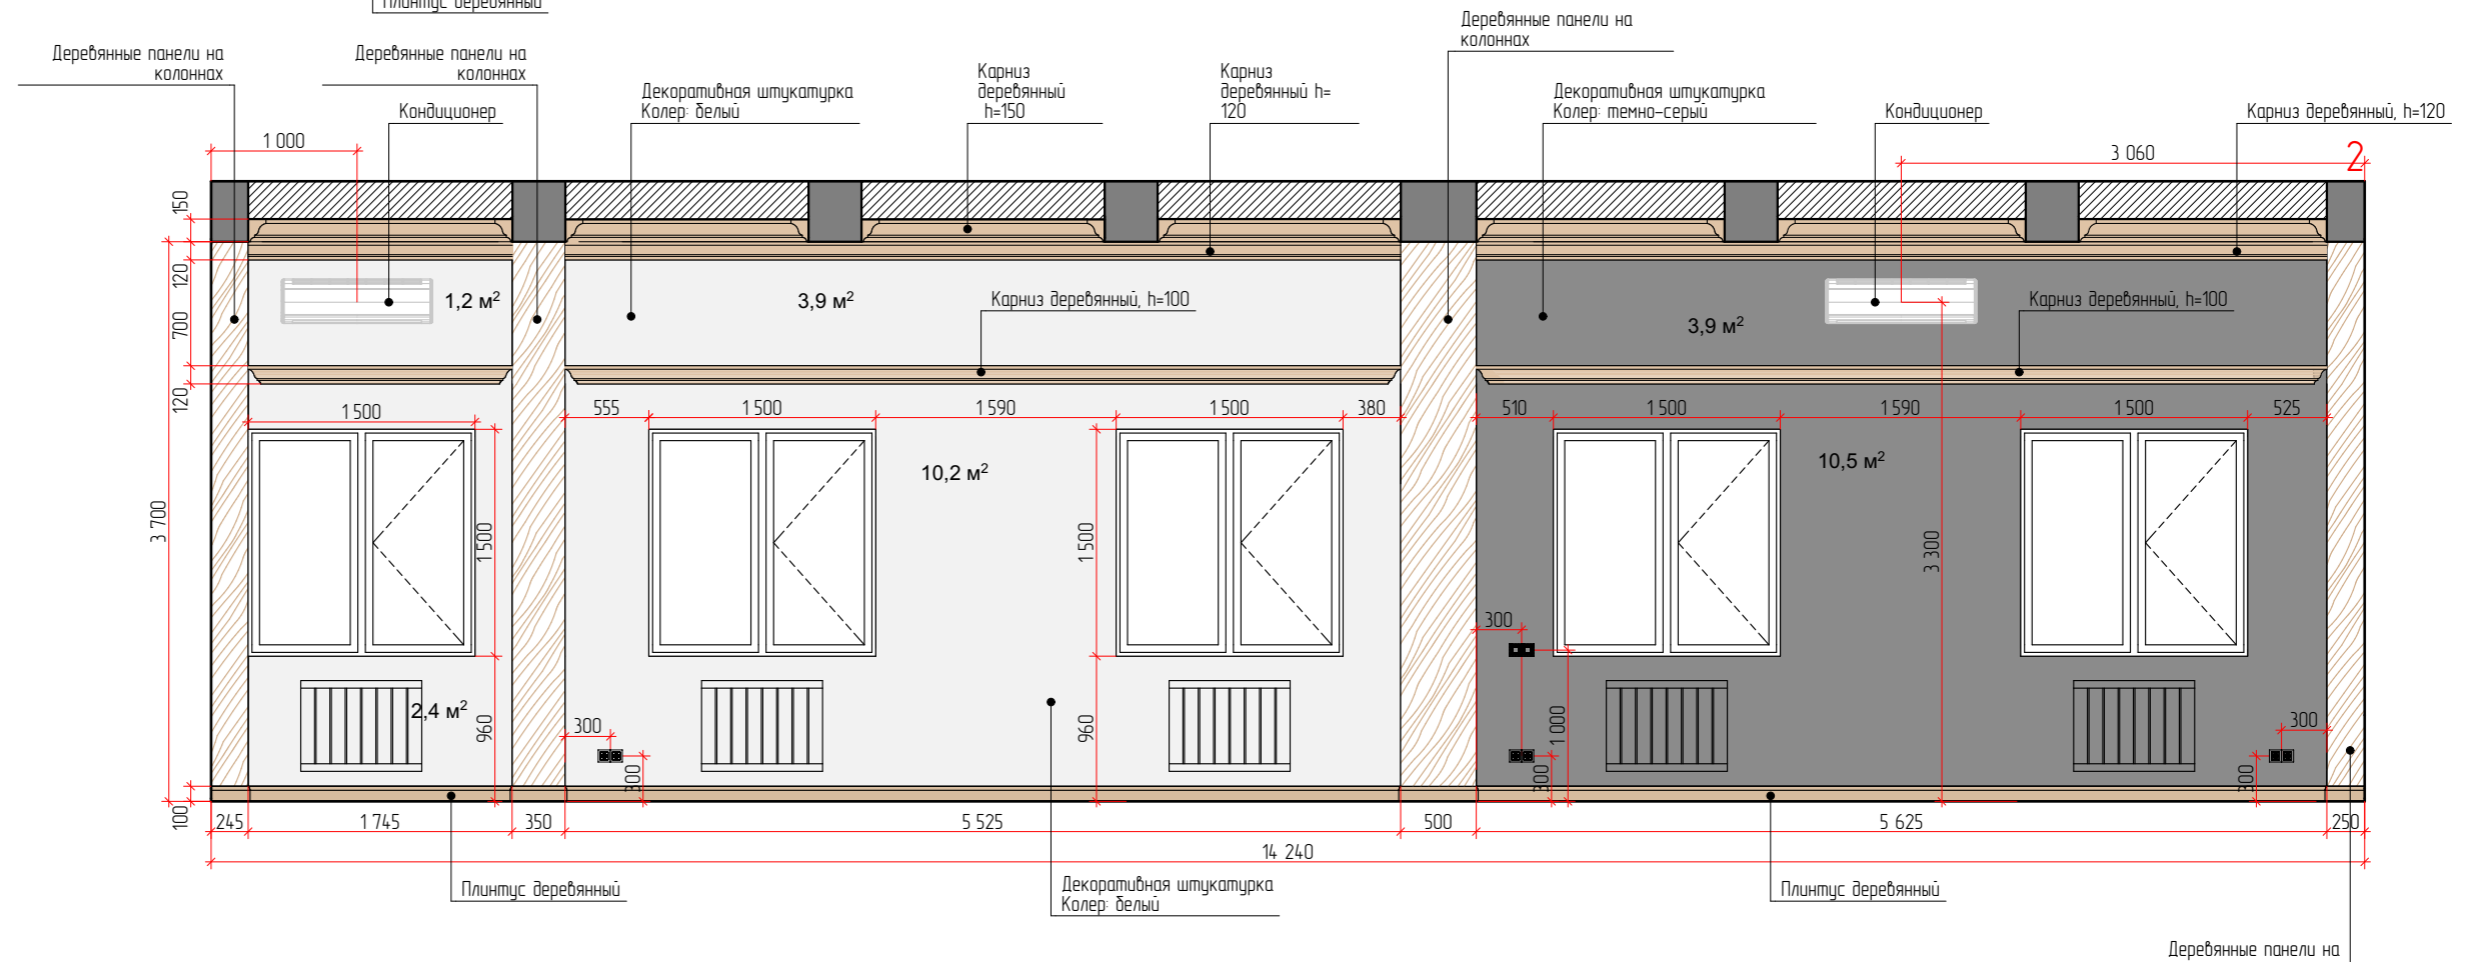 Плинтус деревянный
Деревянные панели на
колоннах
Деревянные панели на
колоннах
Кондиционер
Декоративная штукатурка
Колер: белый
Карниз
деревянный
h=150
Карниз
деревянный h=
120
Деревянные панели на
колоннах
Декоративная штукатурка
Колер: темно-серый
Кондиционер
Карниз деревянный, h=120
1 000
3 060
2
150
120
700
120
3 700
100
1,2 м²
3,9 м²
Карниз деревянный, h=100
3,9 м²
Карниз деревянный, h=100
1 500
555
1 500
1 590
1 500
380
510
1 500
1 590
1 500
525
10,2 м²
10,5 м²
1 500
1 500
3 300
300
2,4 м²
960
300
300
960
1 000
300
300
300
245
1 745
350
5 525
500
5 625
250
14 240
Плинтус деревянный
Декоративная штукатурка
Колер: белый
Плинтус деревянный
Деревянные панели на